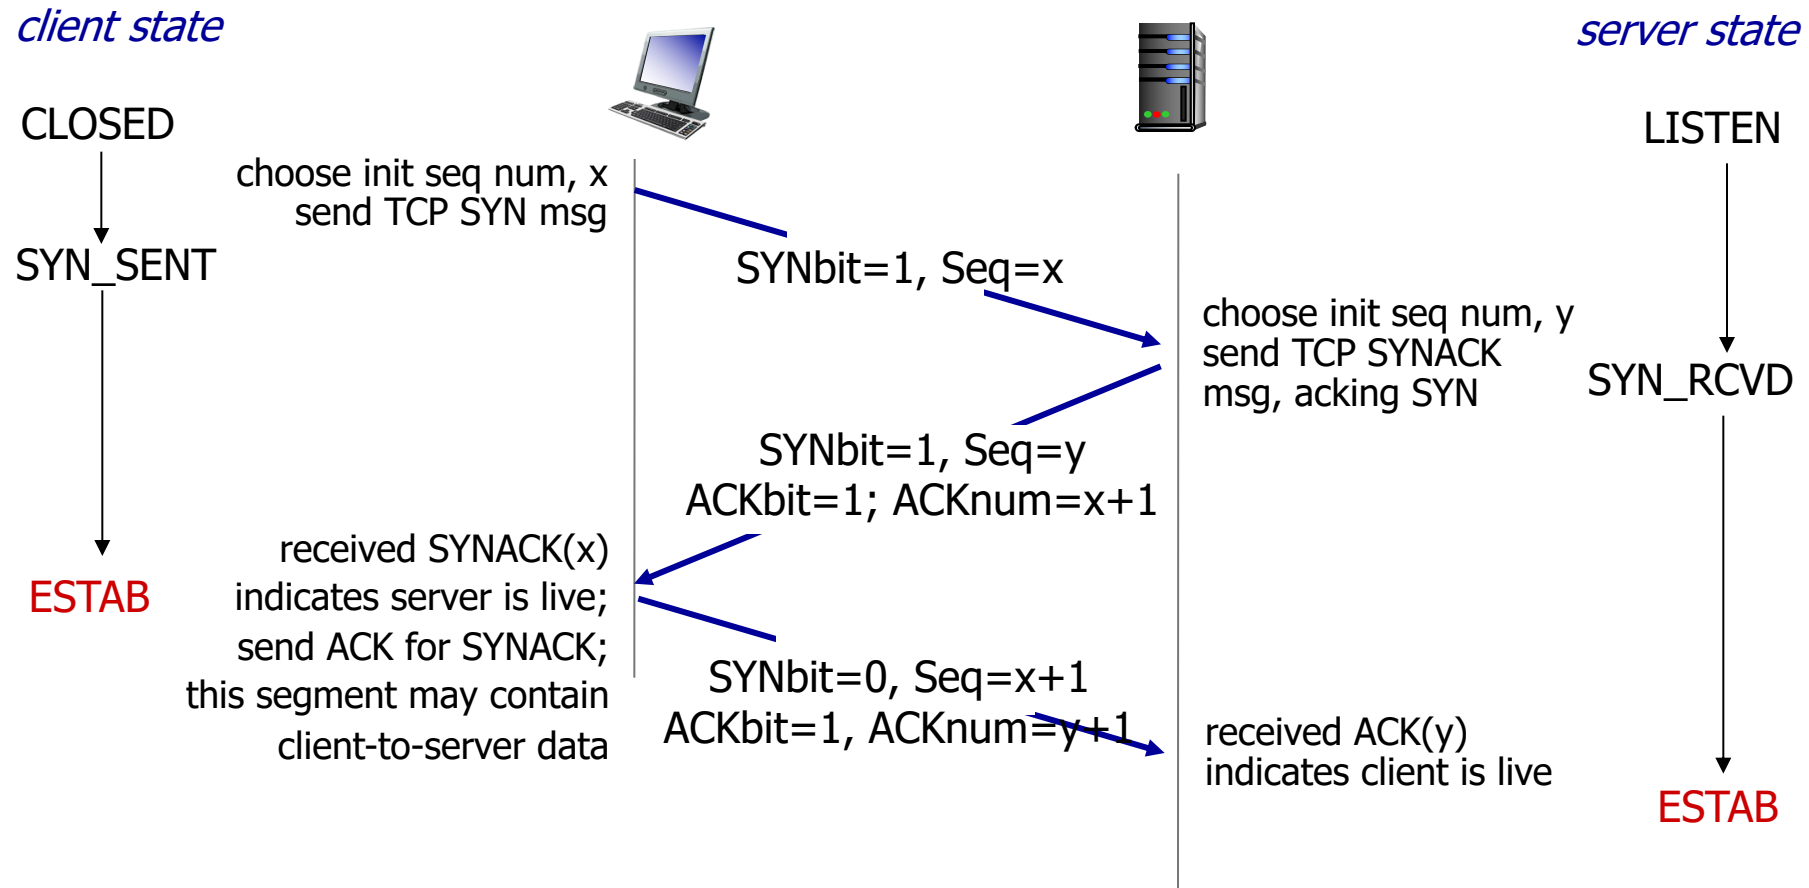 client state
server state
CLOSED
LISTEN
choose init seq num, x
send TCP SYN msg
SYN_SENT
SYNbit=1, Seq=x
choose init seq num, y
send TCP SYNACK
msg, acking SYN
SYN_RCVD
SYNbit=1, Seq=y
ACKbit=1; ACKnum=x+1
received SYNACK(x)
indicates server is live;
send ACK for SYNACK;
this segment may contain
client-to-server data
ESTAB
SYNbit=0, Seq=x+1
ACKbit=1, ACKnum=y+1
received ACK(y)
indicates client is live
ESTAB